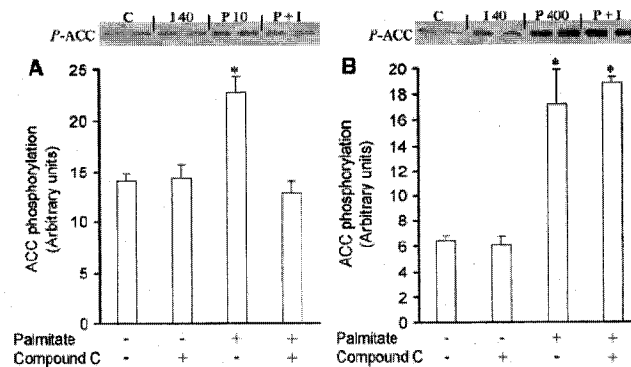 C I 40 P 10 P + I
P-ACC
C I 40 P 400 P + I
P-ACC
A
ACC phosphorylation
(Arbitrary units)
25
20
15
10
5
0
*
Palmitate - - + +
Compound C - + - +
B
ACC phosphorylation
(Arbitrary units)
20
18
16
14
12
10
8
6
4
2
0
* *
Palmitate - - + +
Compound C - + - +